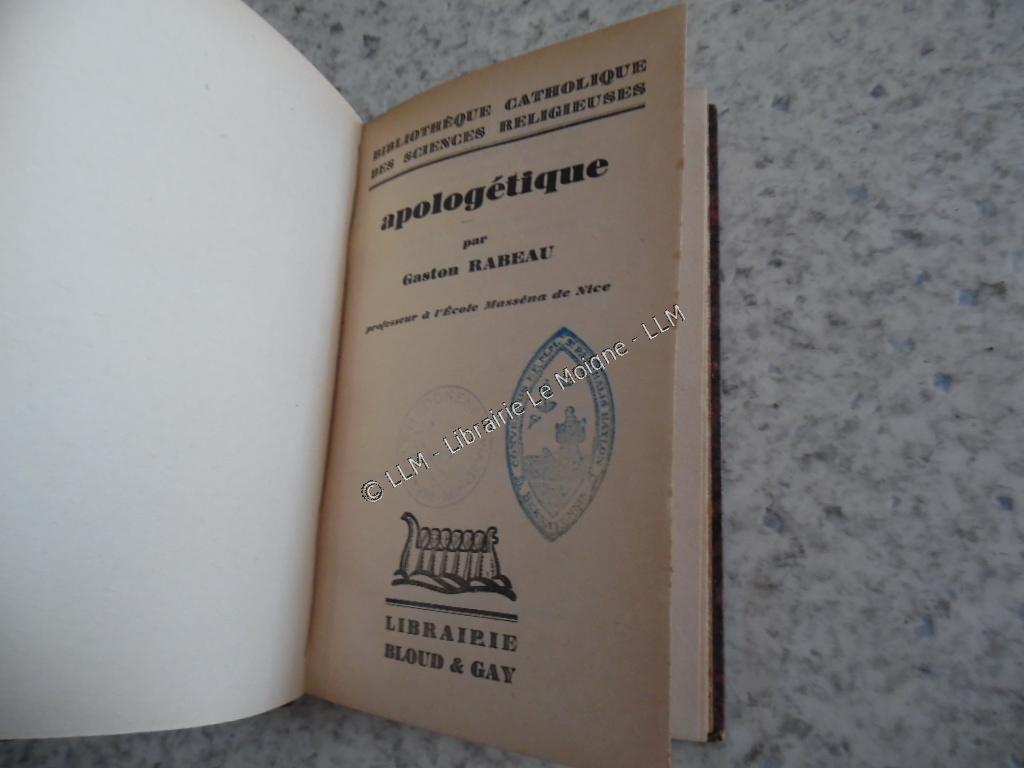 BIBLIOTHÈQUE CATHOLIQUE
DES SCIENCES RELIGIEUSES
apologétique
par
Gaston RABEAU
professeur à l'École Masséna de Nice
© LLM - Librairie Le Moigne - LLM
LIBRAIRIE
BLOUD & GAY